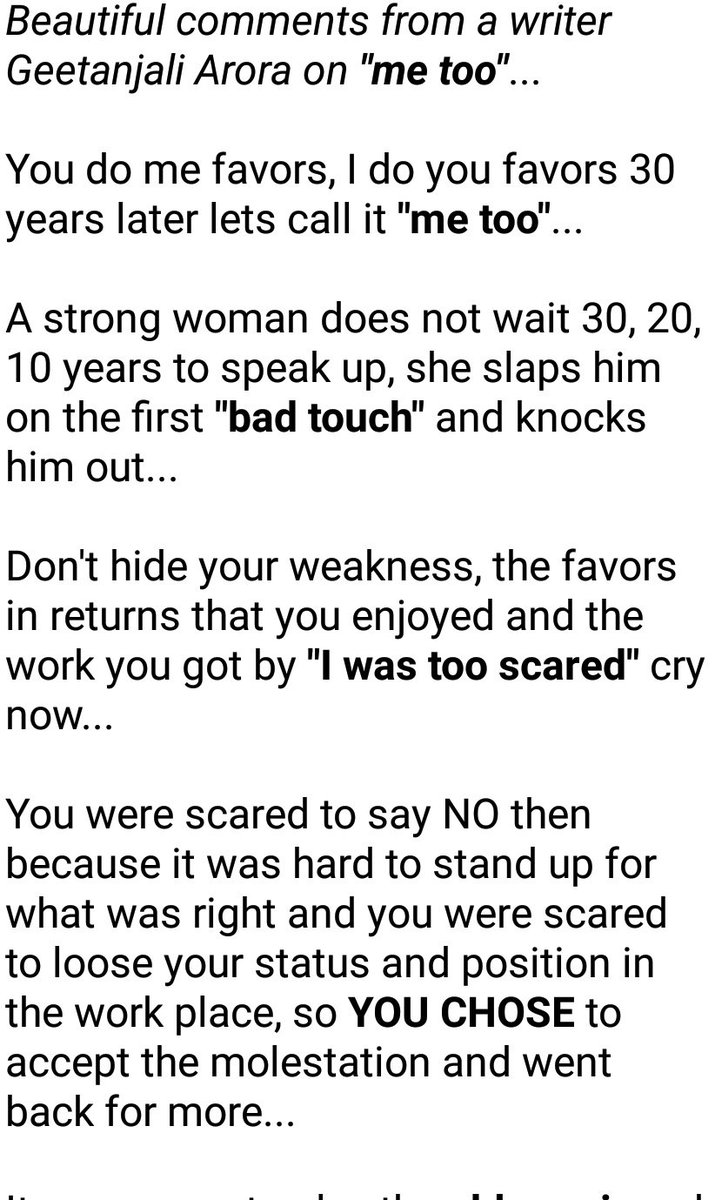 Beautiful comments from a writer
Geetanjali Arora on "me too"...
You do me favors, I do you favors 30
years later lets call it "me too"...
A strong woman does not wait 30, 20,
10 years to speak up, she slaps him
on the first "bad touch" and knocks
him out...
Don't hide your weakness, the favors
in returns that you enjoyed and the
work you got by "I was too scared" cry
now...
You were scared to say NO then
because it was hard to stand up for
what was right and you were scared
to loose your status and position in
the work place, so YOU CHOSE to
accept the molestation and went
back for more...